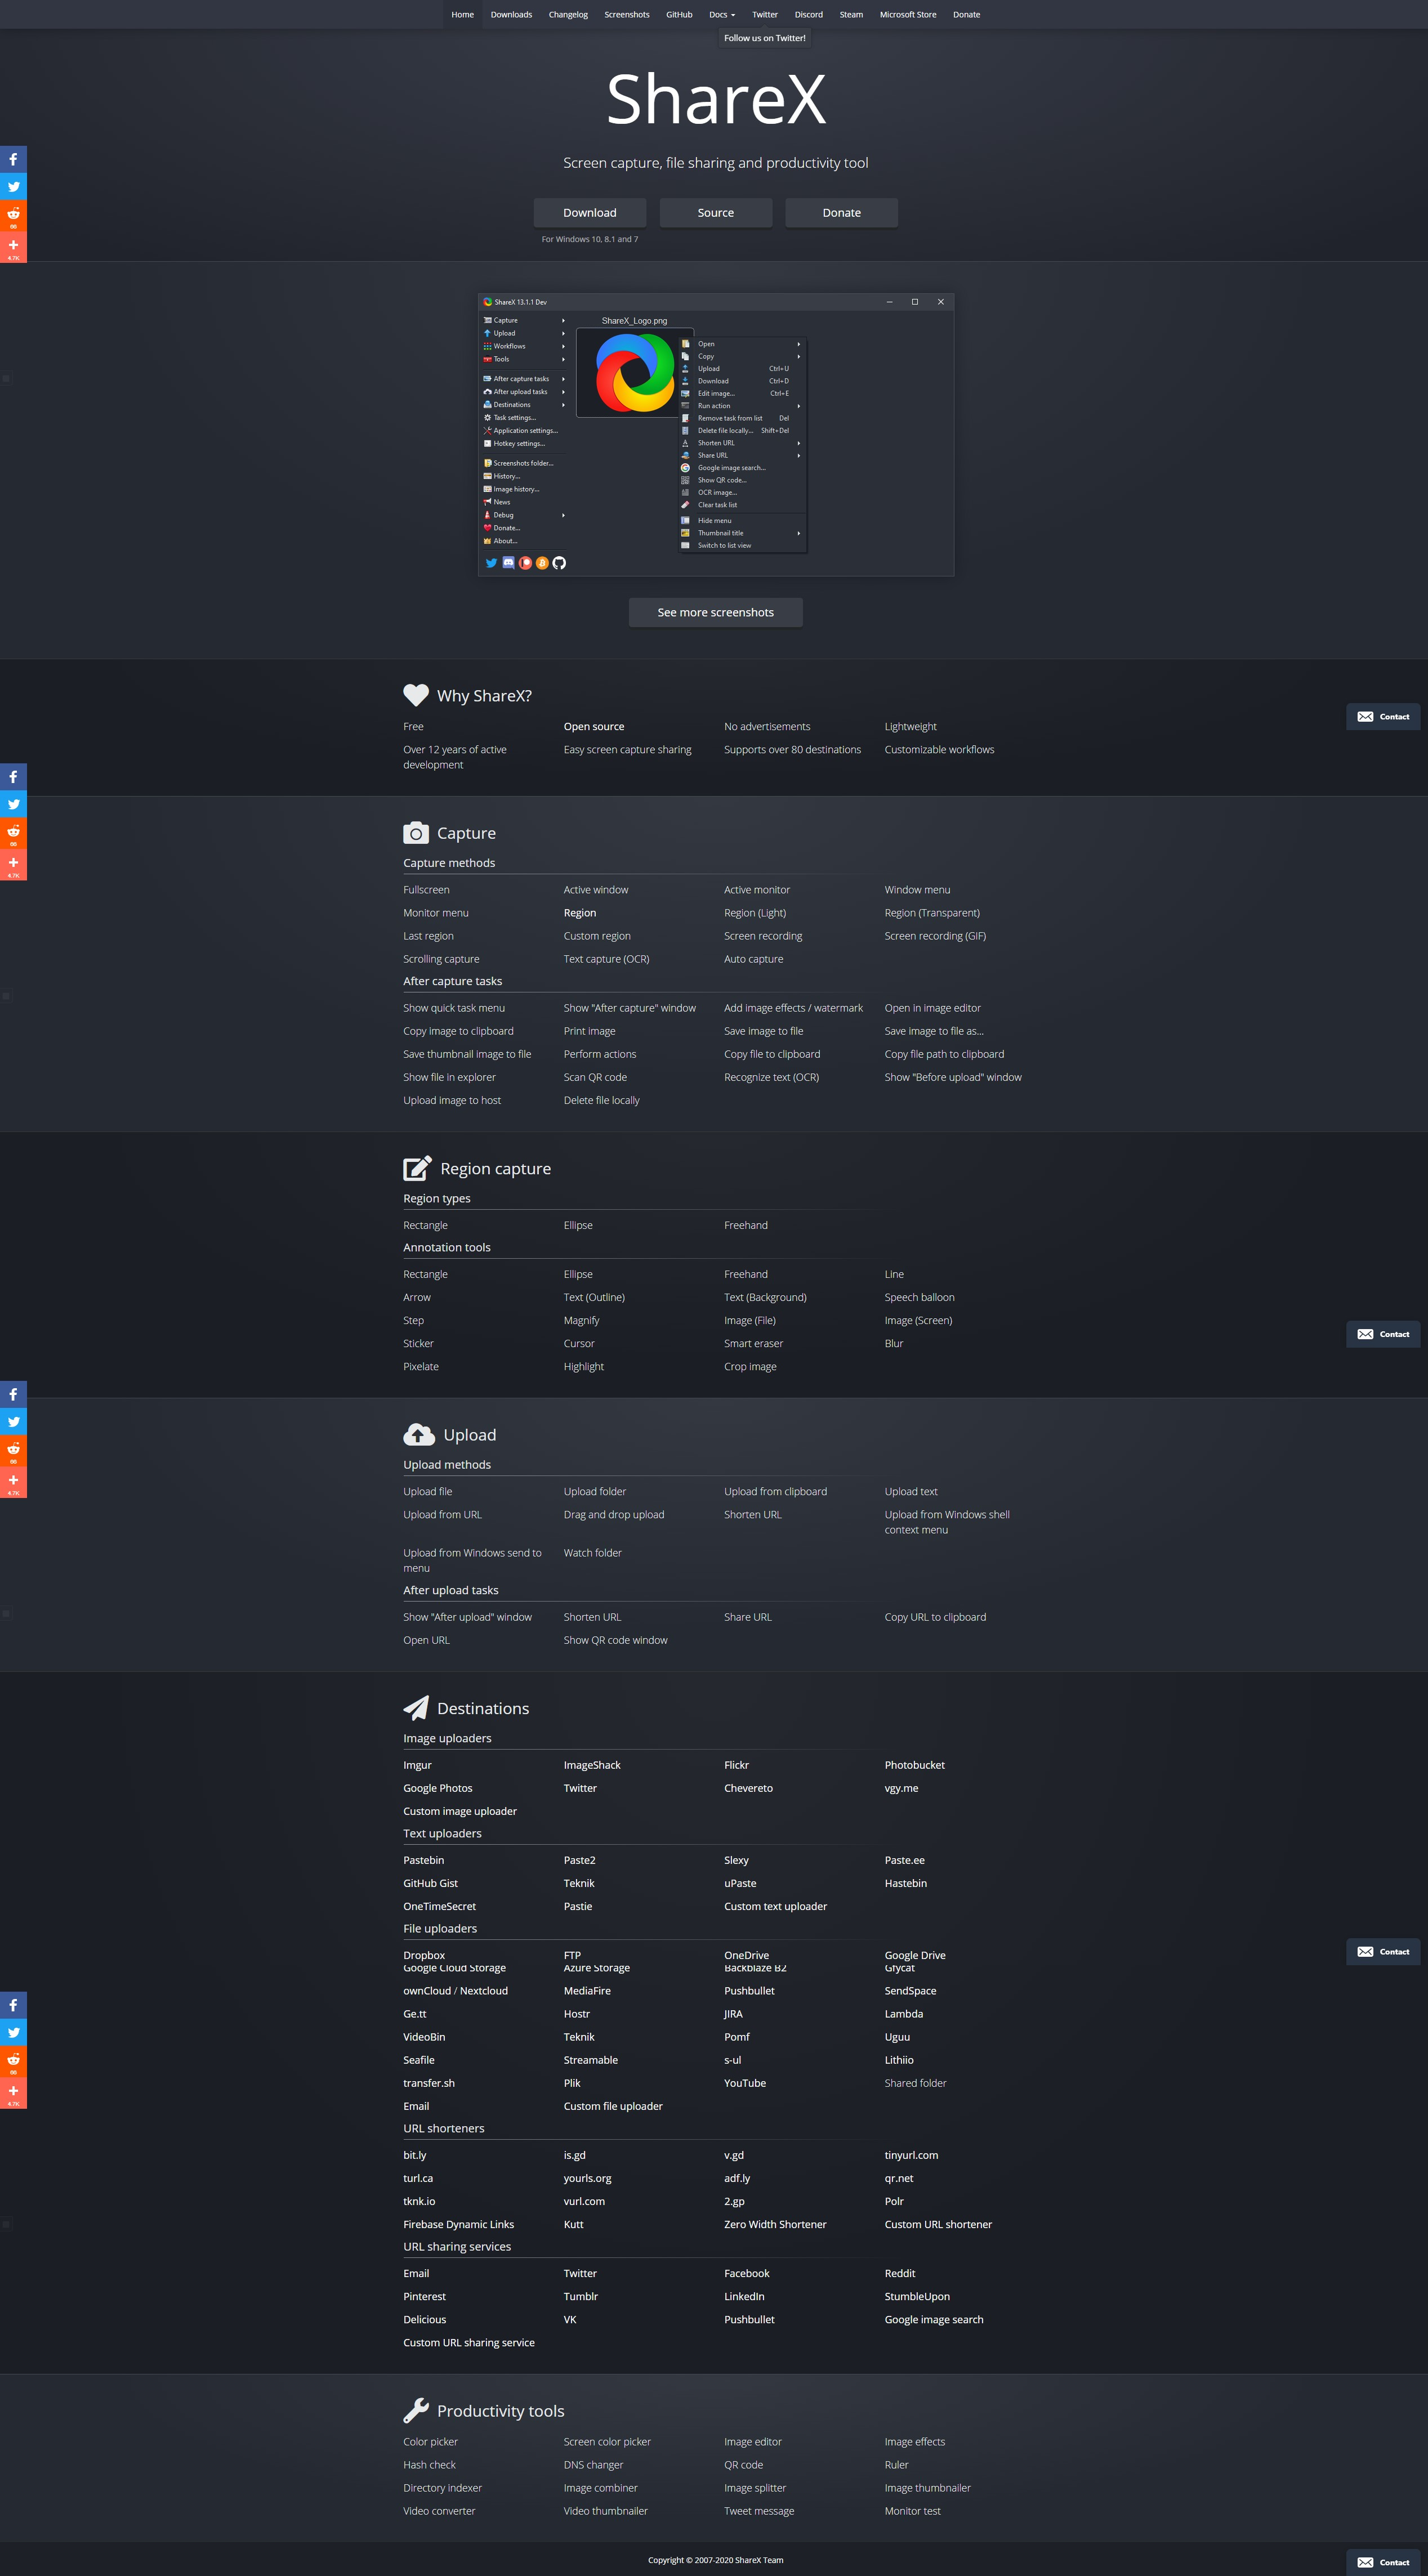 Home Downloads Changelog Screenshots GitHub Docs Twitter Discord Steam Microsoft Store Donate
Follow us on Twitter!
ShareX
Screen capture, file sharing and productivity tool
Download Source Donate
For Windows 10, 8.1 and 7
4.7K
ShareX 13.1.1 Dev
Capture
Upload
Workflows
Tools
After capture tasks
After upload tasks
Destinations
Task settings...
Application settings...
Hotkey settings...
Screenshots folder...
History...
Image history...
News
Debug
Donate...
About...
ShareX_Logo.png
Open
Copy
Upload Ctrl+U
Download Ctrl+D
Edit image... Ctrl+E
Run action
Remove task from list Del
Delete file locally... Shift+Del
Shorten URL
Share URL
Google image search...
Show QR code...
OCR image...
Clear task list
Hide menu
Thumbnail title
Switch to list view
See more screenshots
Why ShareX?
Free Open source No advertisements Lightweight
Over 12 years of active Easy screen capture sharing Supports over 80 destinations Customizable workflows
development
Contact
4.7K
Capture
Capture methods
Fullscreen Active window Active monitor Window menu
Monitor menu Region Region (Light) Region (Transparent)
Last region Custom region Screen recording Screen recording (GIF)
Scrolling capture Text capture (OCR) Auto capture
After capture tasks
Show quick task menu Show "After capture" window Add image effects / watermark Open in image editor
Copy image to clipboard Print image Save image to file Save image to file as...
Save thumbnail image to file Perform actions Copy file to clipboard Copy file path to clipboard
Show file in explorer Scan QR code Recognize text (OCR) Show "Before upload" window
Upload image to host Delete file locally
Region capture
Region types
Rectangle Ellipse Freehand
Annotation tools
Rectangle Ellipse Freehand Line
Arrow Text (Outline) Text (Background) Speech balloon
Step Magnify Image (File) Image (Screen)
Sticker Cursor Smart eraser Blur
Pixelate Highlight Crop image
Contact
4.7K
Upload
Upload methods
Upload file Upload folder Upload from clipboard Upload text
Upload from URL Drag and drop upload Shorten URL Upload from Windows shell
context menu
Upload from Windows send to Watch folder
menu
After upload tasks
Show "After upload" window Shorten URL Share URL Copy URL to clipboard
Open URL Show QR code window
Destinations
Image uploaders
Imgur ImageShack Flickr Photobucket
Google Photos Twitter Chevereto vgy.me
Custom image uploader
Text uploaders
Pastebin Paste2 Slexy Paste.ee
GitHub Gist Teknik uPaste Hastebin
OneTimeSecret Pastie Custom text uploader
File uploaders
Dropbox FTP OneDrive Google Drive
Google Cloud Storage Azure Storage Backblaze B2 Gfycat
ownCloud / Nextcloud MediaFire Pushbullet SendSpace
Ge.tt Hostr JIRA Lambda
VideoBin Teknik Pomf Uguu
Seafile Streamable s-ul Lithiio
transfer.sh Plik YouTube Shared folder
Email Custom file uploader
Contact
4.7K
URL shorteners
bit.ly is.gd v.gd tinyurl.com
turl.ca yourls.org adf.ly qr.net
tknk.io vurl.com 2.gp Polr
Firebase Dynamic Links Kutt Zero Width Shortener Custom URL shortener
URL sharing services
Email Twitter Facebook Reddit
Pinterest Tumblr LinkedIn StumbleUpon
Delicious VK Pushbullet Google image search
Custom URL sharing service
Productivity tools
Color picker Screen color picker Image editor Image effects
Hash check DNS changer QR code Ruler
Directory indexer Image combiner Image splitter Image thumbnailer
Video converter Video thumbnailer Tweet message Monitor test
Copyright © 2007-2020 ShareX Team
Contact